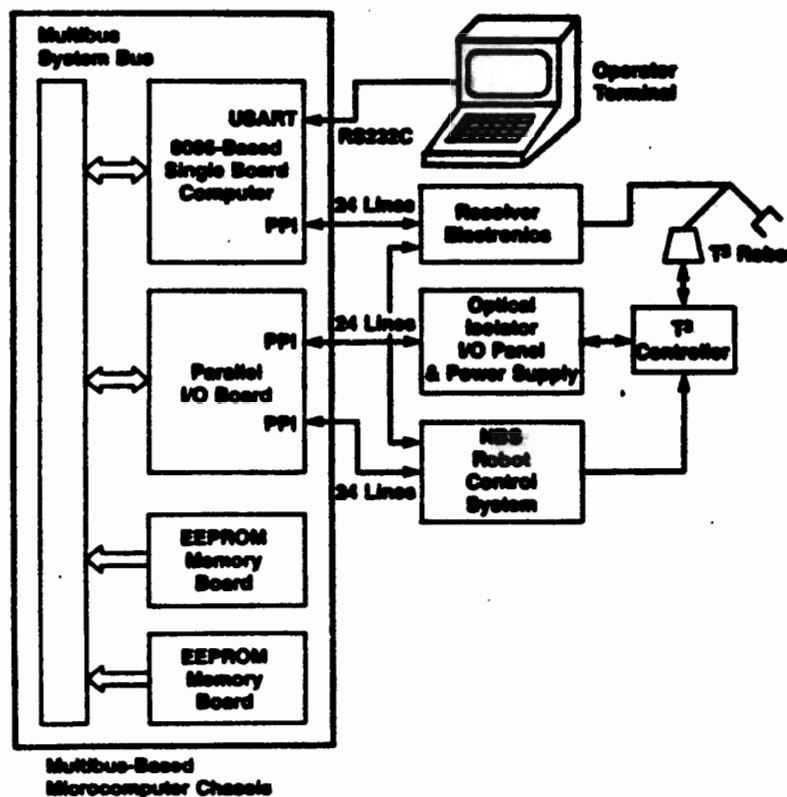 Multibus
System Bus
USART
8086-Based
Single Board
Computer
PPI
RS232C
Operator
Terminal
24 Lines
Resolver
Electronics
T³ Robot
PPI
Parallel
I/O Board
PPI
24 Lines
Optical
Isolator
I/O Panel
& Power Supply
T³
Controller
24 Lines
NBS
Robot
Control
System
EEPROM
Memory
Board
EEPROM
Memory
Board
Multibus-Based
Microcomputer Chassis